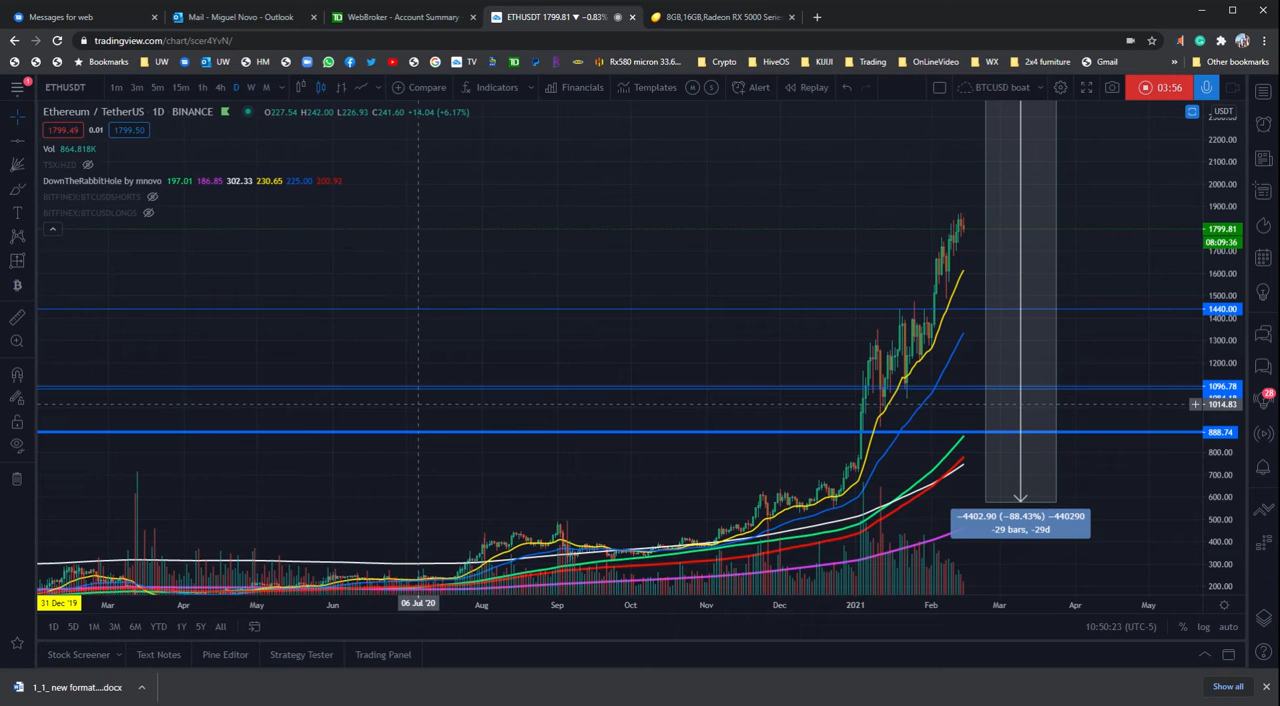 Messages for web
Mail - Miguel Novo - Outlook
WebBroker - Account Summary
ETHUSDT 1799.81 ▼ −0.83%
8GB,16GB,Radeon RX 5000 Serie
tradingview.com/chart/scer4YvN/
Bookmarks UW UW HM TV Rx580 micron 33.6... Crypto HiveOS KIJIJI Trading OnLineVideo WX 2x4 furniture Gmail » Other bookmarks
1
ETHUSDT 1m 3m 5m 15m 1h 4h D W M Compare Indicators Financials Templates M S Alert Replay BTCUSD boat 03:56
Ethereum / TetherUS · 1D · BINANCE O227.54 H242.00 L226.93 C241.60 +14.04 (+6.17%)
USDT
1799.49 0.01 1799.50
Vol 864.818K
TSX:HZD
DownTheRabbitHole by mnovo 197.01 186.85 302.33 230.65 225.00 200.92
BITFINEX:BTCUSDSHORTS
BITFINEX:BTCUSDLONGS
2200.00
2100.00
2000.00
1900.00
1799.81
08:09:36
1700.00
1600.00
1500.00
1440.00
1400.00
1300.00
1200.00
1096.78
28
1014.83
888.74
800.00
700.00
600.00
500.00
400.00
300.00
200.00
−4402.90 (−88.43%) −440290
-29 bars, -29d
31 Dec '19 Mar Apr May Jun 06 Jul '20 Aug Sep Oct Nov Dec 2021 Feb Mar Apr May
1D 5D 1M 3M 6M YTD 1Y 5Y All 10:50:23 (UTC-5) % log auto
Stock Screener Text Notes Pine Editor Strategy Tester Trading Panel
1_1_ new format....docx Show all